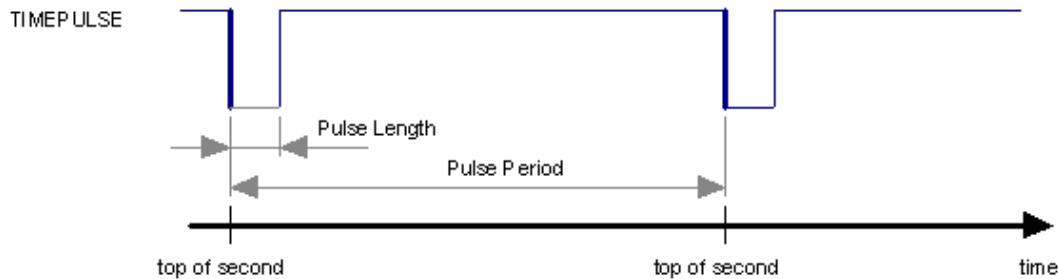 TIMEPULSE
Pulse Length
Pulse Period
top of second
top of second
time